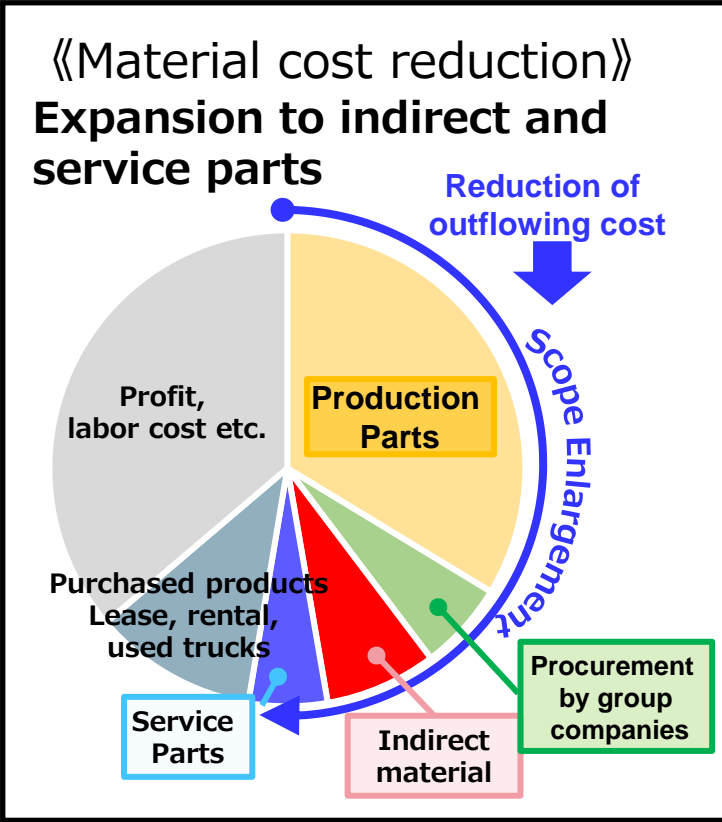 《Material cost reduction》
Expansion to indirect and
service parts
Reduction of
outflowing cost
Scope Enlargement
Profit,
labor cost etc.
Production
Parts
Purchased products
Lease, rental,
used trucks
Procurement
by group
companies
Service
Parts
Indirect
material